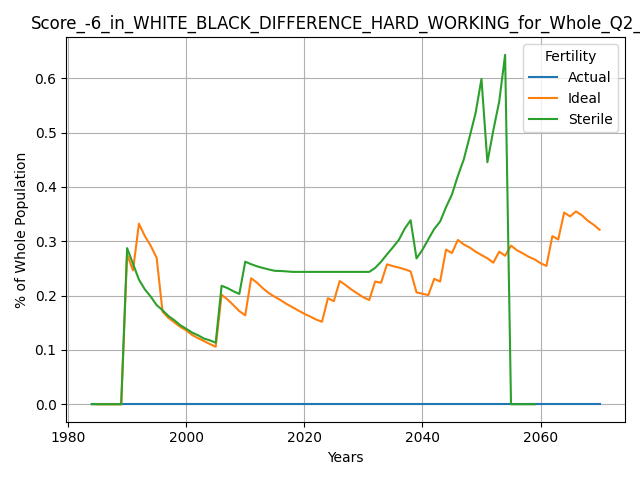 Score_-6_in_WHITE_BLACK_DIFFERENCE_HARD_WORKING_for_Whole_Q2_
Fertility
Actual
Ideal
Sterile
% of Whole Population
0.6
0.5
0.4
0.3
0.2
0.1
0.0
1980 2000 2020 2040 2060
Years